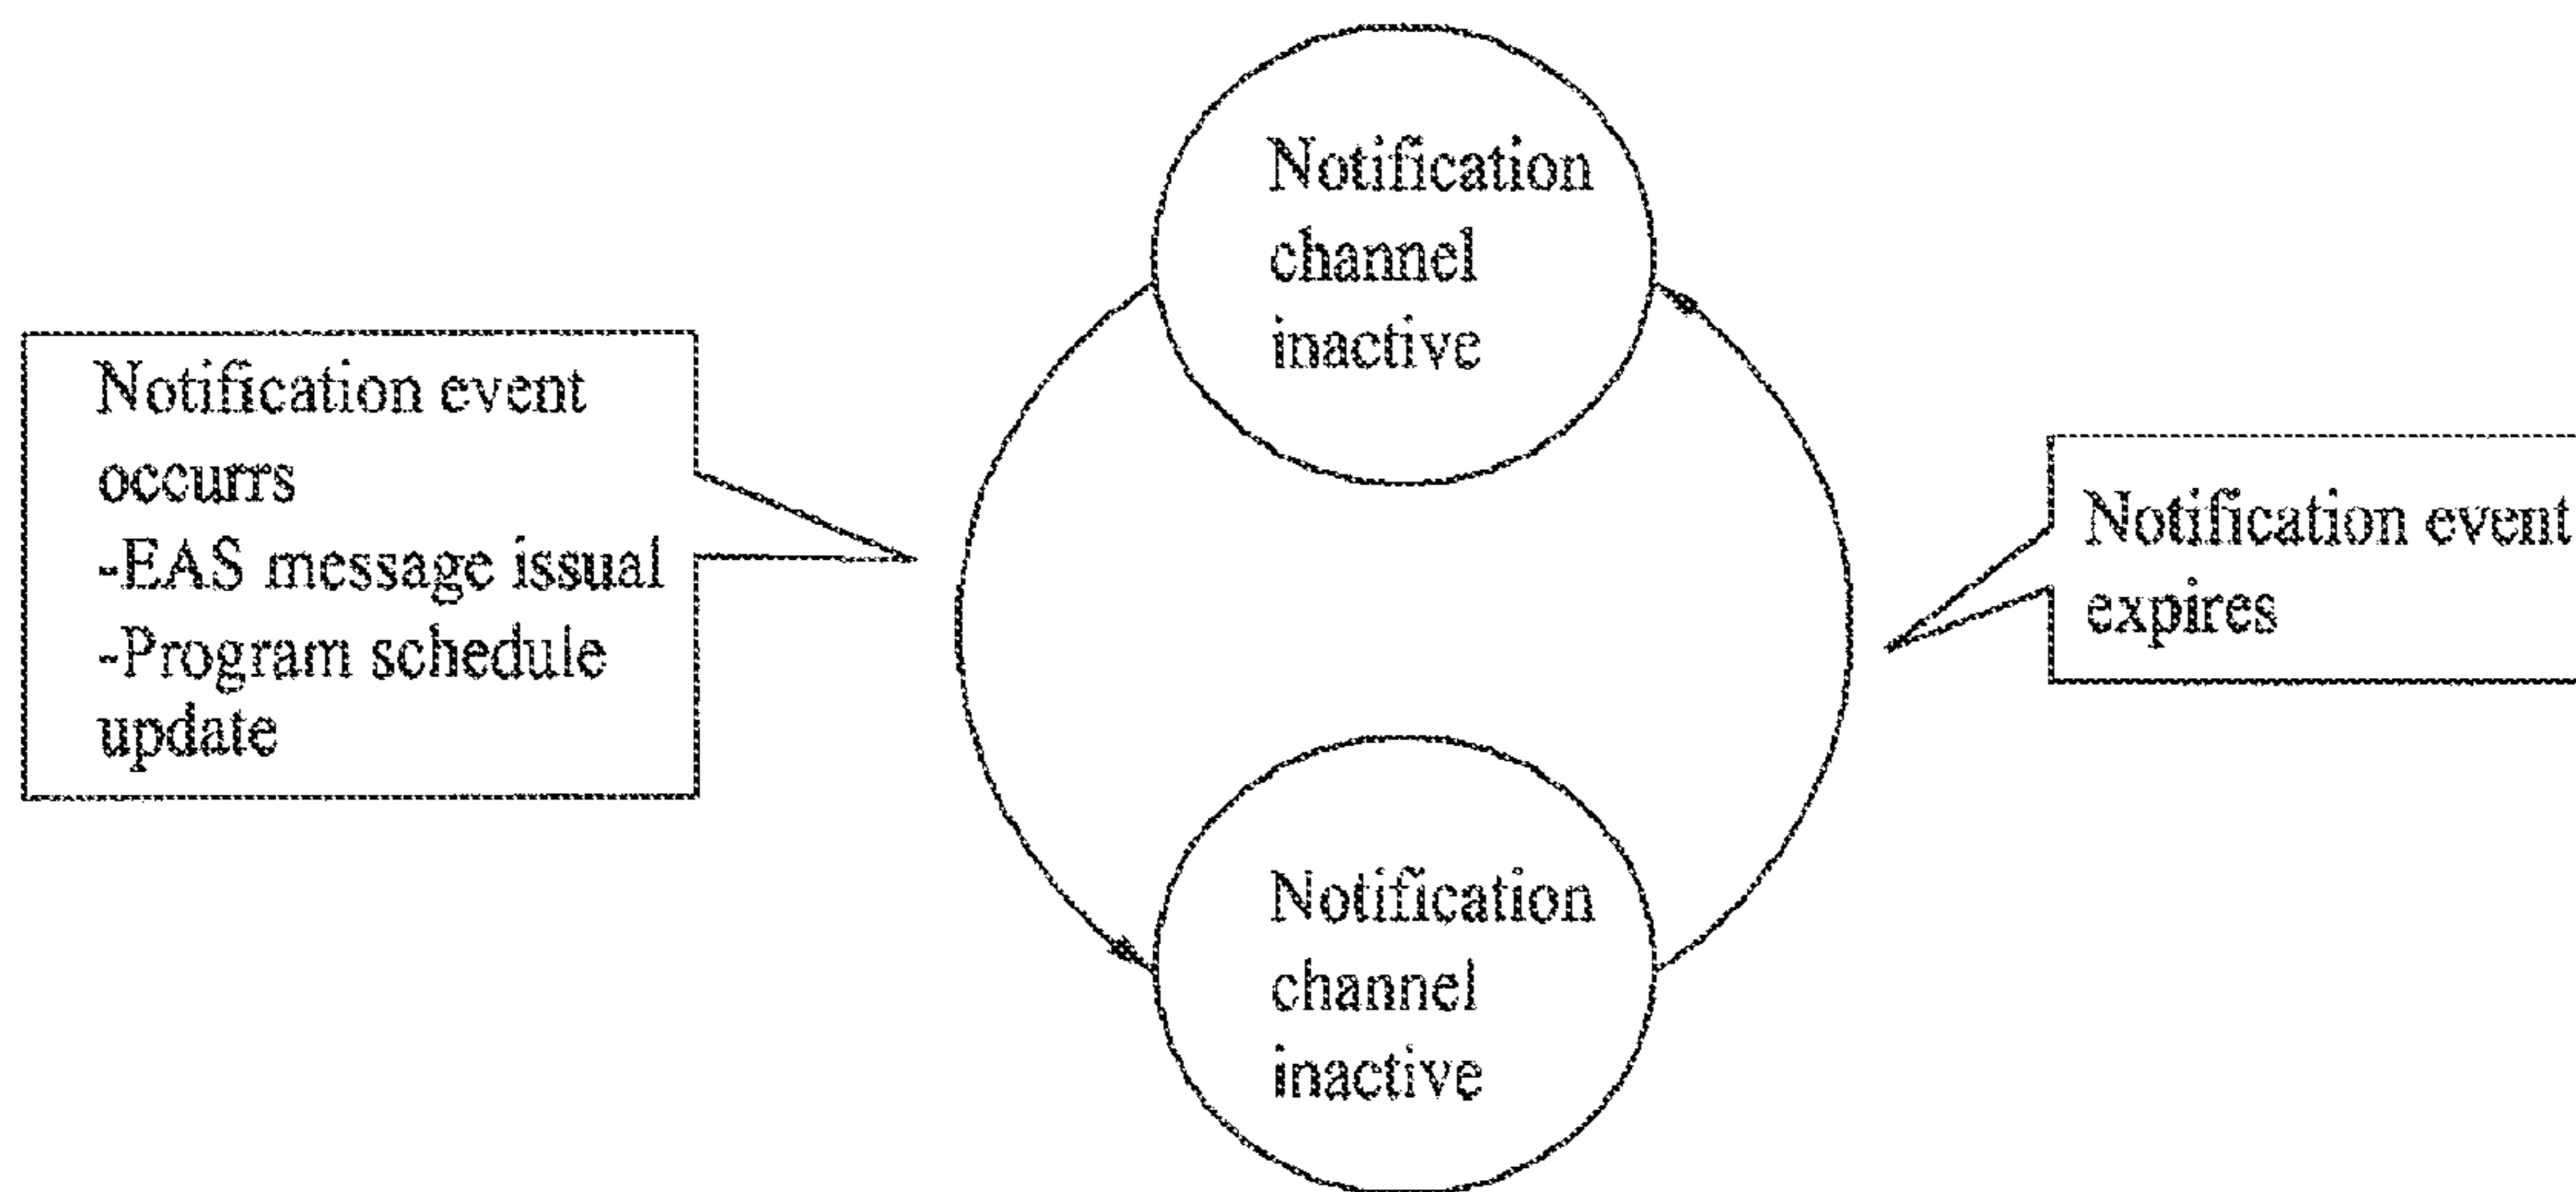 Notification
channel
inactive
Notification event
occurrs
-EAS message issual
-Program schedule
update
Notification event
expires
Notification
channel
inactive